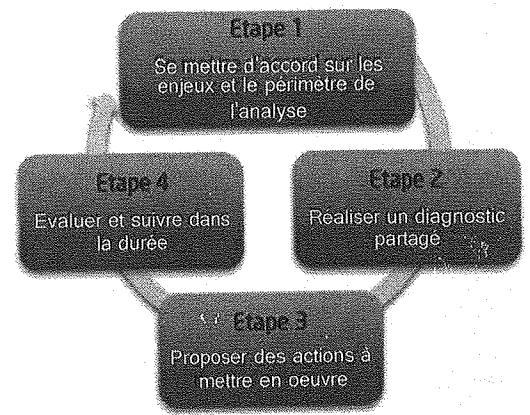 Etape 1
Se mettre d'accord sur les
enjeux et le périmètre de
l'analyse
Etape 2
Réaliser un diagnostic
partagé
Etape 3
Proposer des actions à
mettre en oeuvre
Etape 4
Evaluer et suivre dans
la durée